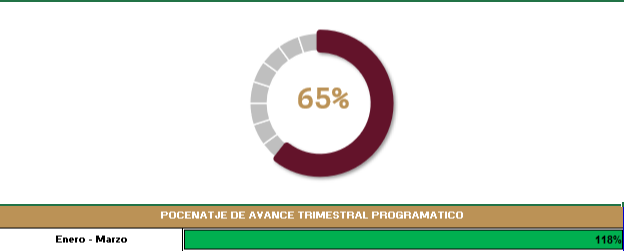 65%
POCENATJE DE AVANCE TRIMESTRAL PROGRAMATICO
Enero - Marzo 118%